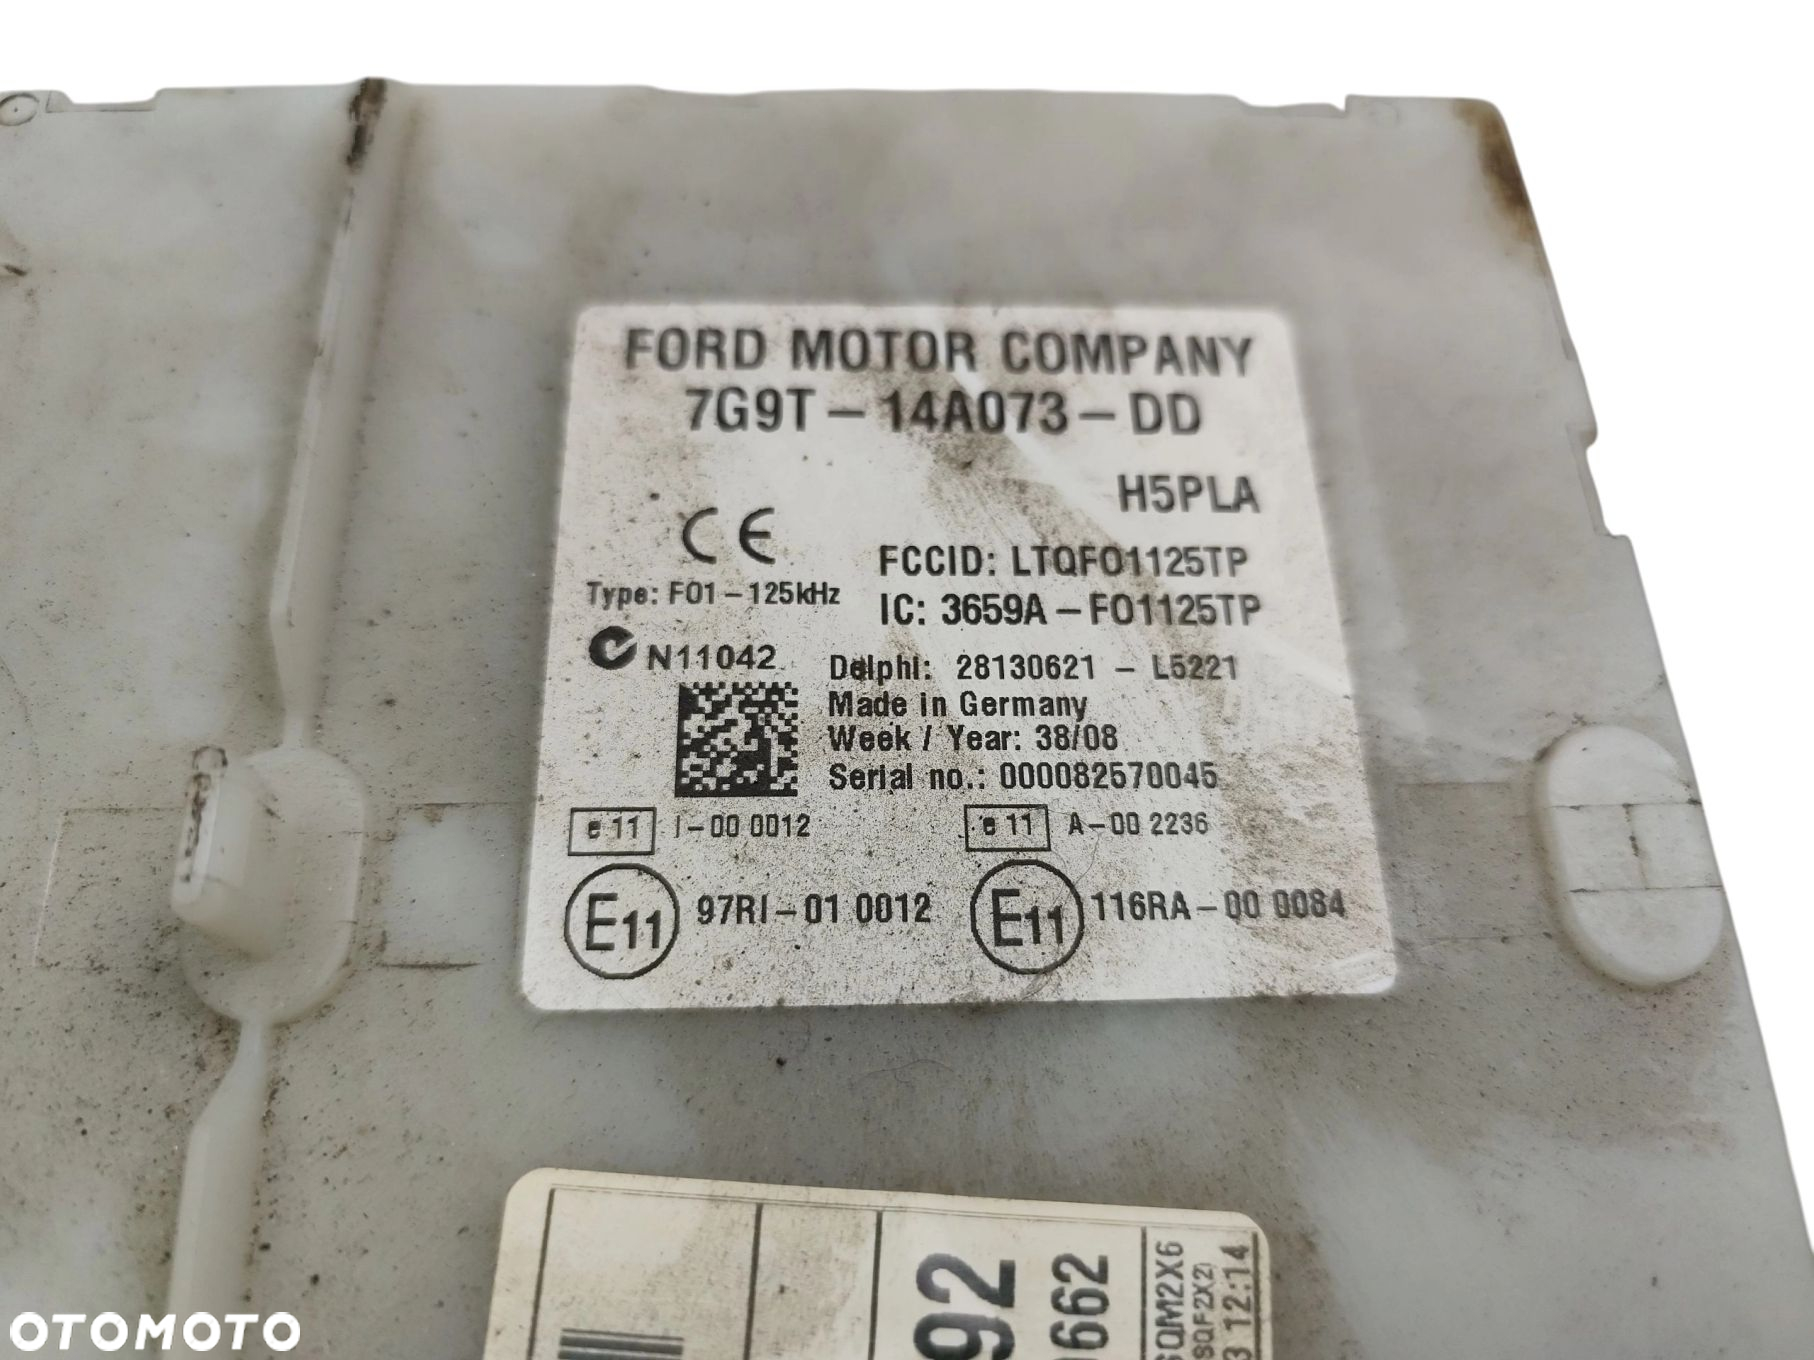 FORD MOTOR COMPANY
7G9T-14A073-DD
H5PLA
CE
FCCID: LTQFO1125TP
Type: FO1-125kHz
IC: 3659A-FO1125TP
N11042
Delphi: 28130621 - L5221
Made in Germany
Week / Year: 38/08
Serial no.: 000082570045
e 11 I-00 0012
e 11 A-00 2236
E11 97RI-01 0012
E11 116RA-00 0084
92
662
SQM2X6
SQF2X2)
3 12:14
OTOMOTO